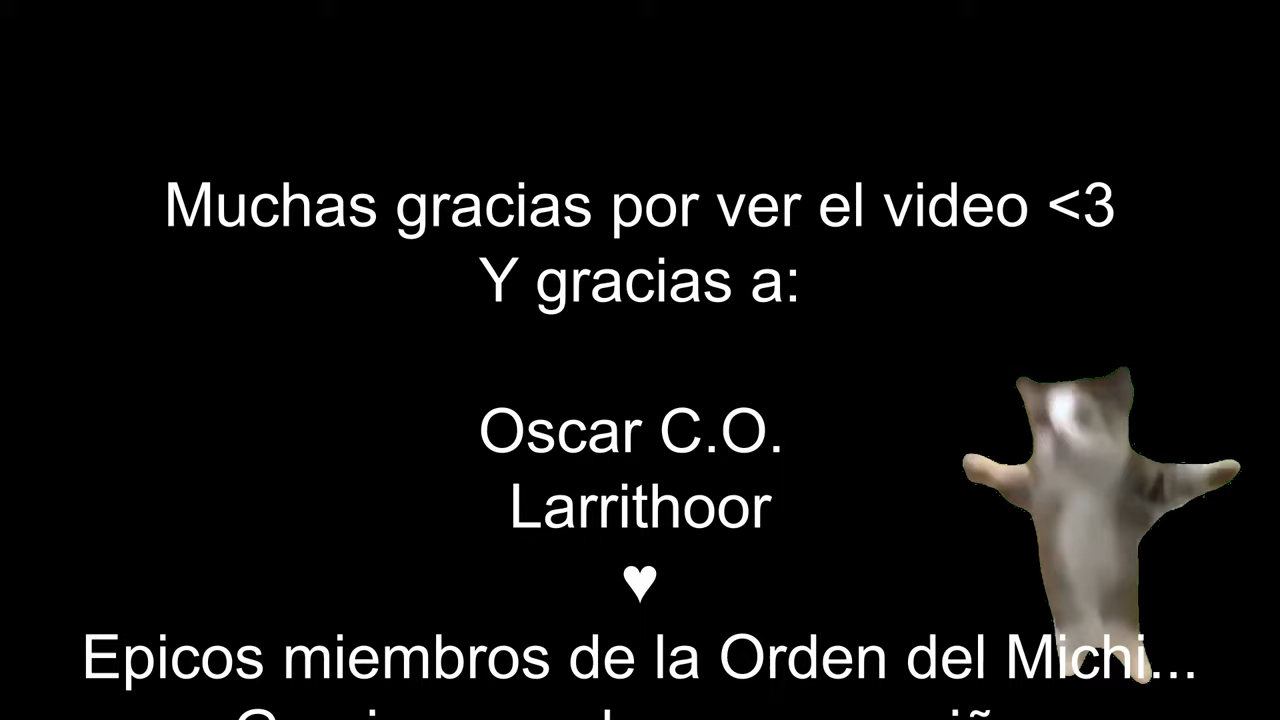 Muchas gracias por ver el video <3
Y gracias a:
Oscar C.O.
Larrithoor
♥
Epicos miembros de la Orden del Michi...